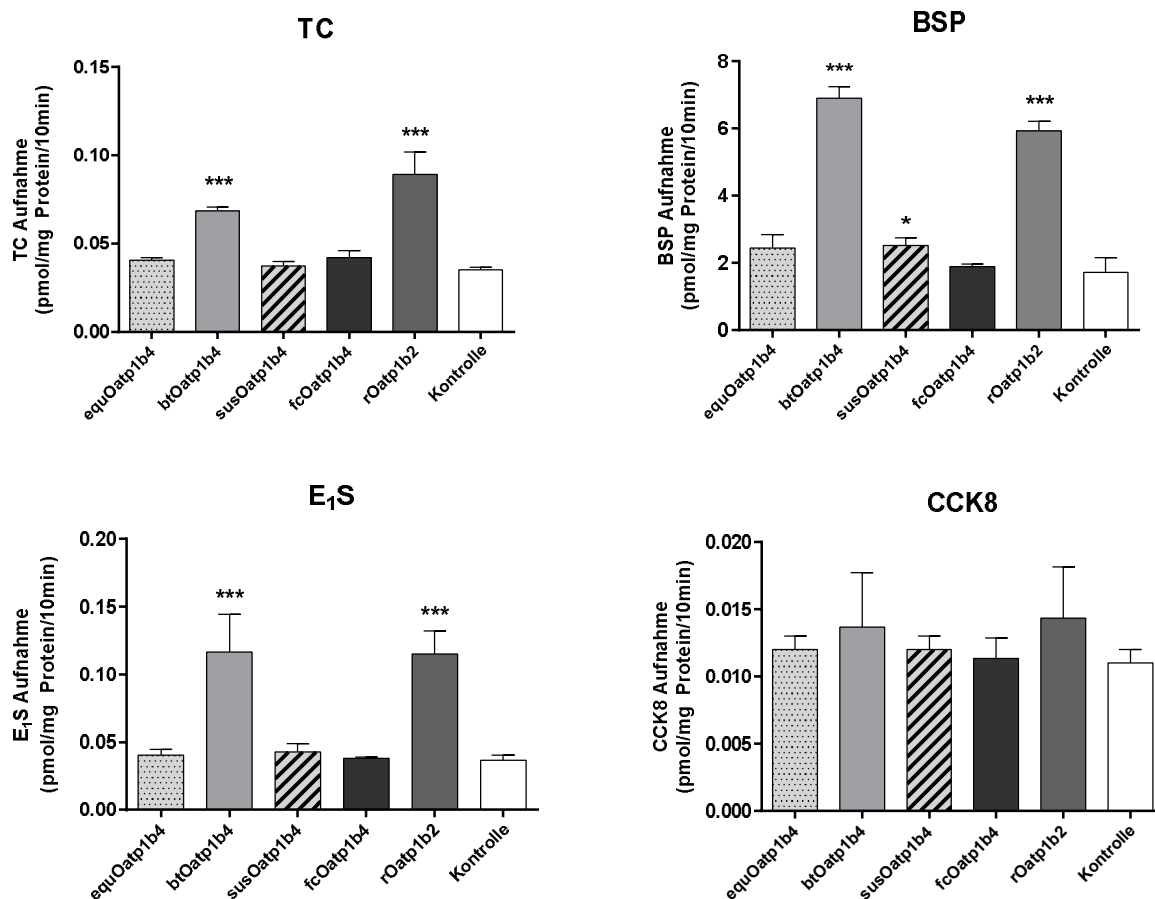 TC
TC Aufnahme
(pmol/mg Protein/10min)
0.15
0.10
0.05
0.00
***
***
equOatp1b4
btOatp1b4
susOatp1b4
fcOatp1b4
rOatp1b2
Kontrolle
BSP
BSP Aufnahme
(pmol/mg Protein/10min)
8
6
4
2
0
***
*
***
equOatp1b4
btOatp1b4
susOatp1b4
fcOatp1b4
rOatp1b2
Kontrolle
E₁S
E₁S Aufnahme
(pmol/mg Protein/10min)
0.20
0.15
0.10
0.05
0.00
***
***
equOatp1b4
btOatp1b4
susOatp1b4
fcOatp1b4
rOatp1b2
Kontrolle
CCK8
CCK8 Aufnahme
(pmol/mg Protein/10min)
0.020
0.015
0.010
0.005
0.000
equOatp1b4
btOatp1b4
susOatp1b4
fcOatp1b4
rOatp1b2
Kontrolle